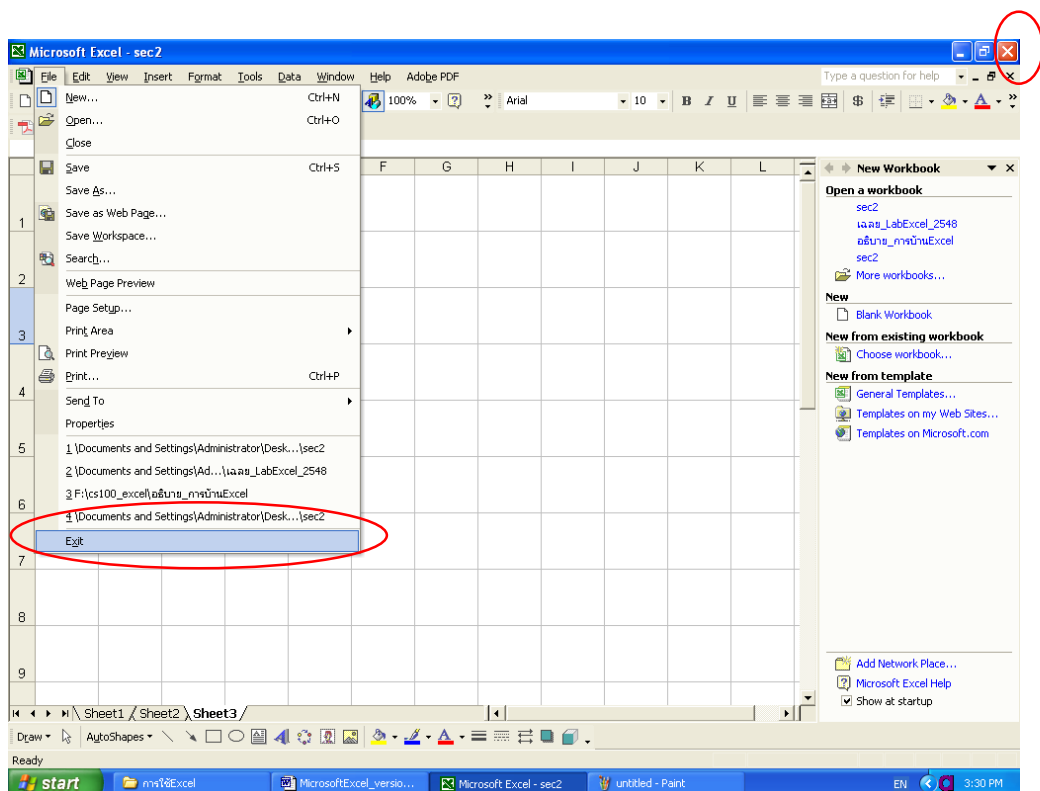 Microsoft Excel - sec2
File Edit View Insert Format Tools Data Window Help Adobe PDF
Type a question for help
New... Ctrl+N
Open... Ctrl+O
Close
Save Ctrl+S
Save As...
Save as Web Page...
Save Workspace...
Search...
Web Page Preview
Page Setup...
Print Area
Print Preview
Print... Ctrl+P
Send To
Properties
1 \Documents and Settings\Administrator\Desk...\sec2
2 \Documents and Settings\Ad...\เฉลย_LabExcel_2548
3 F:\cs100_excel\อธิบาย_การบ้านExcel
4 \Documents and Settings\Administrator\Desk...\sec2
Exit
100% Arial 10 B I U $ A
F G H I J K L
1
2
3
4
5
6
7
8
9
New Workbook
Open a workbook
sec2
เฉลย_LabExcel_2548
อธิบาย_การบ้านExcel
sec2
More workbooks...
New
Blank Workbook
New from existing workbook
Choose workbook...
New from template
General Templates...
Templates on my Web Sites...
Templates on Microsoft.com
Add Network Place...
Microsoft Excel Help
Show at startup
Sheet1 Sheet2 Sheet3
Draw AutoShapes A A
Ready
start การใช้Excel MicrosoftExcel_versio... Microsoft Excel - sec2 untitled - Paint EN 3:30 PM